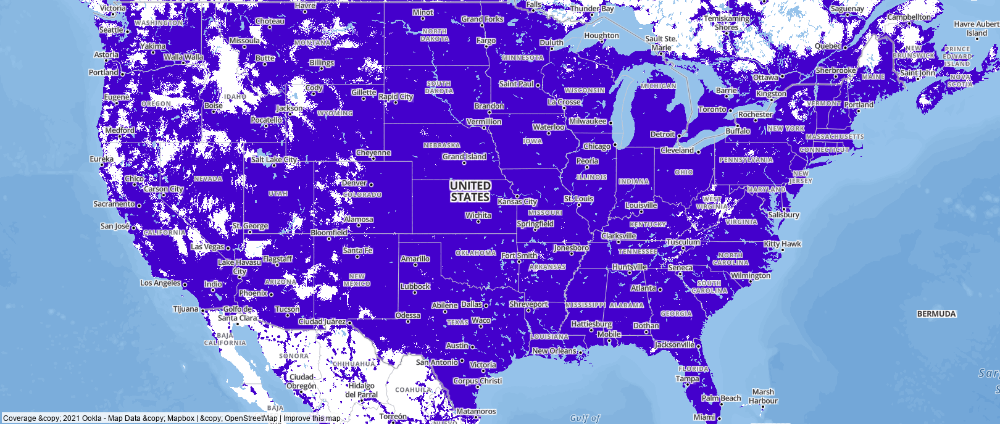 Victoria
Havre
Minot
Falls
Thunder Bay
Temiskaming
Shores
Saguenay
Campbellton
Havre Aubert
Island
Seattle
WASHINGTON
Choteau
Grand Forks
NORTH
DAKOTA
Houghton
Sault Ste.
Marie
Quebec
NEW
BRUNSWICK
PRINCE
EDWARD
ISLAND
Yakima
Missoula
MONTANA
Fargo
Duluth
Astoria
Walla Walla
Butte
Billings
MINNESOTA
Portland
Ottawa
Sherbrooke
MAINE
Saint John
NOVA
SCOTIA
Eugene
OREGON
IDAHO
Boise
Cody
Gillette
Rapid City
SOUTH
DAKOTA
Saint Paul
WISCONSIN
MICHIGAN
Barrie
Kingston
VERMONT
Portland
Jackson
Pocatello
WYOMING
Brandon
La Crosse
Toronto
Rochester
Medford
Vermillion
Waterloo
Milwaukee
Detroit
Buffalo
NEW YORK
MASSACHUSETTS
CONNECTICUT
Eureka
Salt Lake City
Cheyenne
NEBRASKA
Grand Island
IOWA
Chicago
Cleveland
PENNSYLVANIA
Chico
Carson City
NEVADA
UTAH
Denver
COLORADO
UNITED
STATES
Peoria
ILLINOIS
INDIANA
OHIO
NEW
JERSEY
MARYLAND
Sacramento
Kansas City
St. Louis
Louisville
WEST
VIRGINIA
VIRGINIA
Salisbury
San José
CALIFORNIA
St. George
Alamosa
Bloomfield
Wichita
MISSOURI
Springfield
KENTUCKY
Clarksville
Las Vegas
Lake Havasu
City
Flagstaff
Santa Fé
Amarillo
OKLAHOMA
Fort Smith
Jonesboro
ARKANSAS
TENNESSEE
Tusculum
Kitty Hawk
NORTH
CAROLINA
Los Angeles
Indio
ARIZONA
Phoenix
NEW
MEXICO
Lubbock
Huntsville
Seneca
Atlanta
SOUTH
CAROLINA
Wilmington
Tijuana
Golfo de
Santa Clara
Tucson
Ciudad Juárez
Odessa
Abilene
Dallas
TEXAS
Waco
Shreveport
MISSISSIPPI
ALABAMA
GEORGIA
BERMUDA
BAJA
CALIFORNIA
Hattiesburg
Dothan
Mobile
LOUISIANA
New Orleans
Jacksonville
SONORA
CHIHUAHUA
Austin
San Antonio
Victoria
FLORIDA
Sar
S
Ciudad
Obregón
Hidalgo
del Parral
COAHUILA
Corpus Christi
Tampa
Palm Beach
Marsh
Harbour
BAJA
Torreón
NUEVO
Matamoros
Gulf of
Miami
Coverage &copy; 2021 Ookla - Map Data &copy; Mapbox | &copy; OpenStreetMap | Improve this map